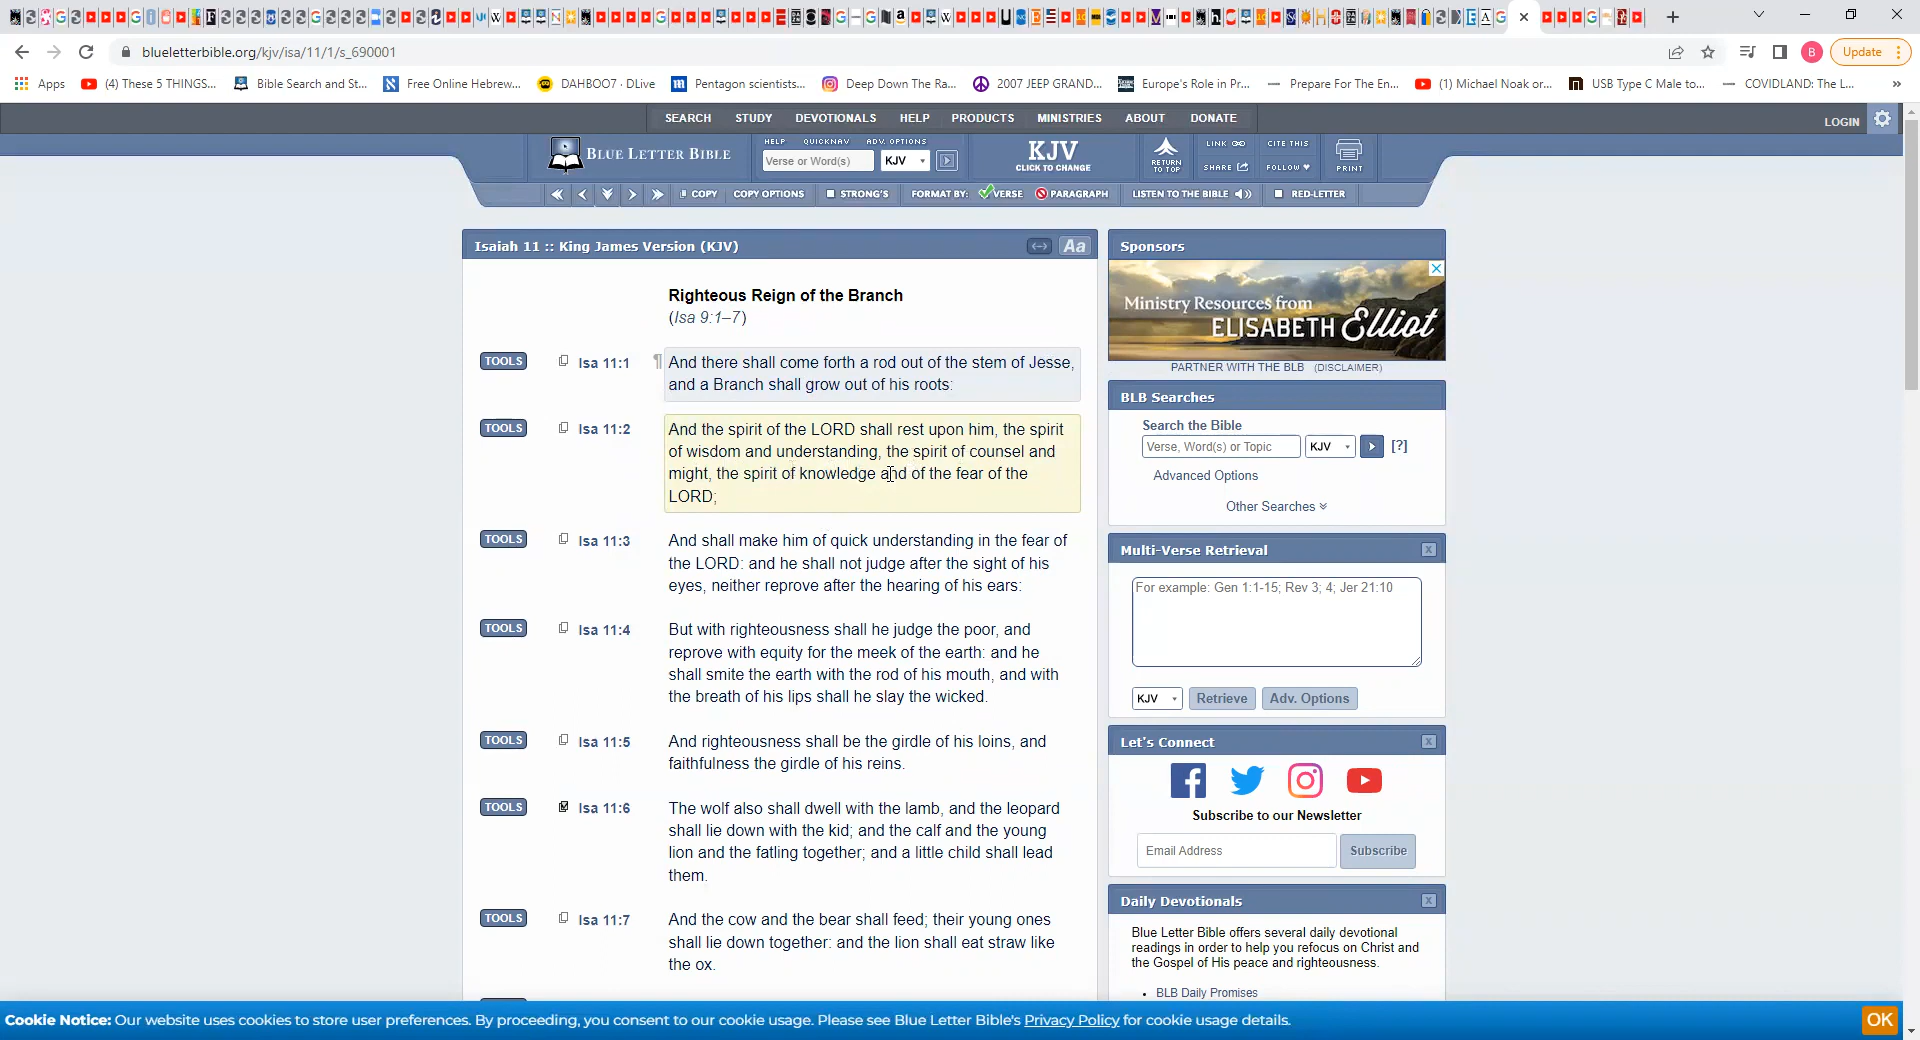 blueletterbible.org/kjv/isa/11/1/s_690001
B
Update
Apps
(4) These 5 THINGS...
Bible Search and St...
Free Online Hebrew...
DAHBOO7 · DLive
Pentagon scientists...
Deep Down The Ra...
2007 JEEP GRAND...
Europe's Role in Pr...
Prepare For The En...
(1) Michael Noak or...
USB Type C Male to...
COVIDLAND: The L...
»
SEARCH STUDY DEVOTIONALS HELP PRODUCTS MINISTRIES ABOUT DONATE
LOGIN
BLUE LETTER BIBLE
HELP QUICKNAV ADV. OPTIONS
Verse or Word(s)
KJV
KJV
CLICK TO CHANGE
RETURN
TO TOP
LINK
SHARE
CITE THIS
FOLLOW
PRINT
COPY COPY OPTIONS STRONG'S FORMAT BY: VERSE PARAGRAPH LISTEN TO THE BIBLE RED-LETTER
Isaiah 11 :: King James Version (KJV)
Aa
Righteous Reign of the Branch
(Isa 9:1–7)
TOOLS Isa 11:1 ¶ And there shall come forth a rod out of the stem of Jesse,
and a Branch shall grow out of his roots:
TOOLS Isa 11:2 And the spirit of the LORD shall rest upon him, the spirit
of wisdom and understanding, the spirit of counsel and
might, the spirit of knowledge and of the fear of the
LORD;
TOOLS Isa 11:3 And shall make him of quick understanding in the fear of
the LORD: and he shall not judge after the sight of his
eyes, neither reprove after the hearing of his ears:
TOOLS Isa 11:4 But with righteousness shall he judge the poor, and
reprove with equity for the meek of the earth: and he
shall smite the earth with the rod of his mouth, and with
the breath of his lips shall he slay the wicked.
TOOLS Isa 11:5 And righteousness shall be the girdle of his loins, and
faithfulness the girdle of his reins.
TOOLS Isa 11:6 The wolf also shall dwell with the lamb, and the leopard
shall lie down with the kid; and the calf and the young
lion and the fatling together; and a little child shall lead
them.
TOOLS Isa 11:7 And the cow and the bear shall feed; their young ones
shall lie down together: and the lion shall eat straw like
the ox.
Sponsors
Ministry Resources from
ELISABETH Elliot
PARTNER WITH THE BLB (DISCLAIMER)
BLB Searches
Search the Bible
Verse, Word(s) or Topic
KJV
[?]
Advanced Options
Other Searches
Multi-Verse Retrieval
For example: Gen 1:1-15; Rev 3; 4; Jer 21:10
KJV
Retrieve
Adv. Options
Let's Connect
Subscribe to our Newsletter
Email Address
Subscribe
Daily Devotionals
Blue Letter Bible offers several daily devotional
readings in order to help you refocus on Christ and
the Gospel of His peace and righteousness.
• BLB Daily Promises
Cookie Notice: Our website uses cookies to store user preferences. By proceeding, you consent to our cookie usage. Please see Blue Letter Bible's Privacy Policy for cookie usage details.
OK